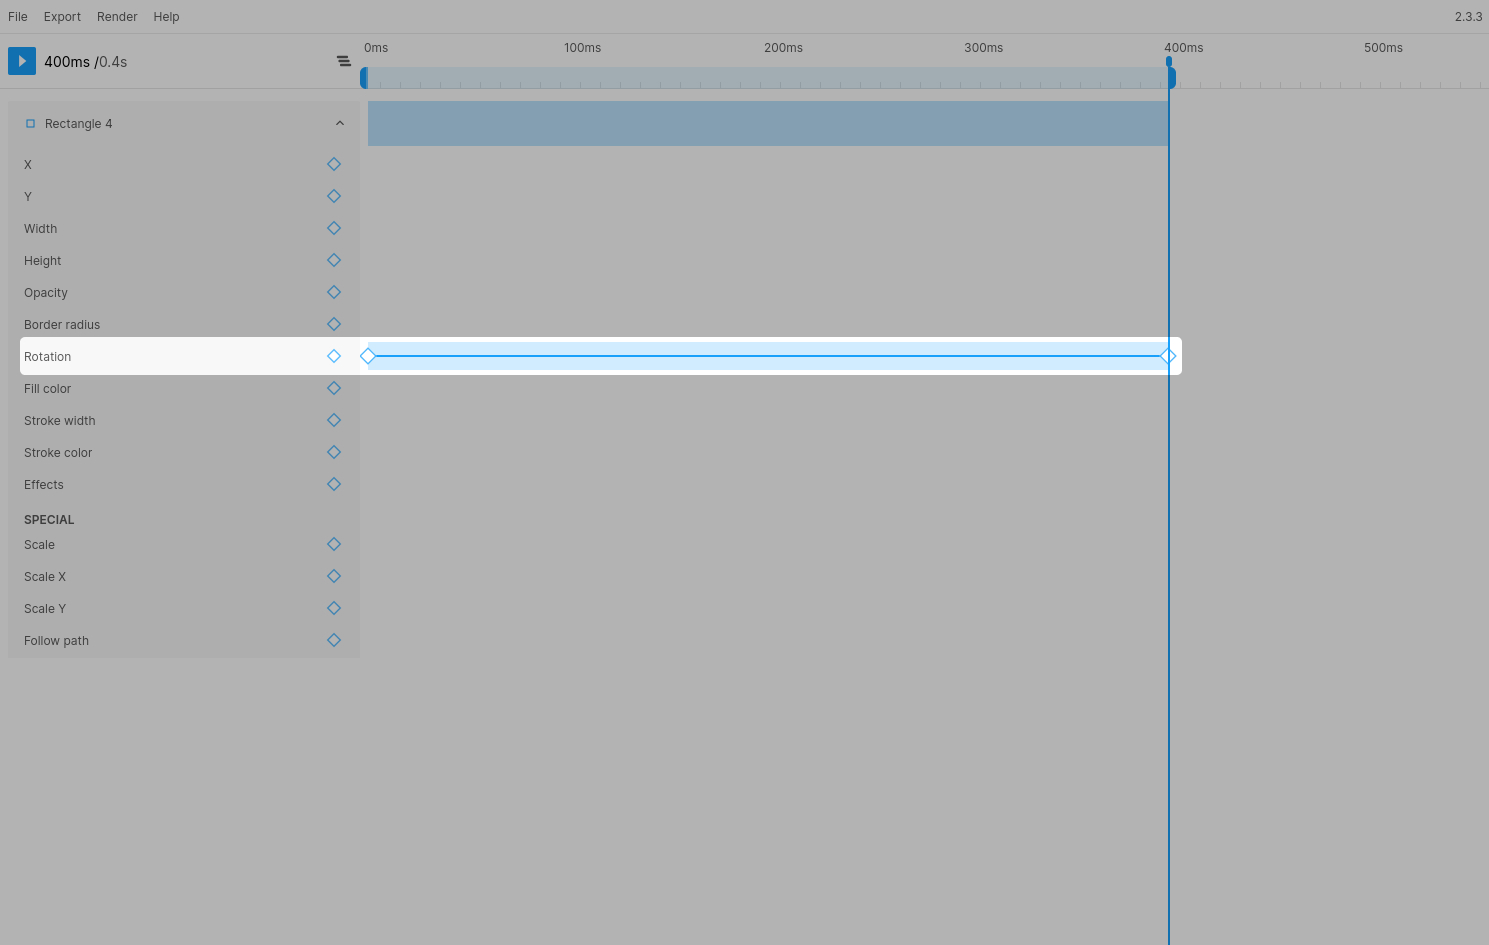 File Export Render Help 2.3.3
400ms /0.4s 0ms 100ms 200ms 300ms 400ms 500ms
Rectangle 4
X
Y
Width
Height
Opacity
Border radius
Rotation
Fill color
Stroke width
Stroke color
Effects
SPECIAL
Scale
Scale X
Scale Y
Follow path